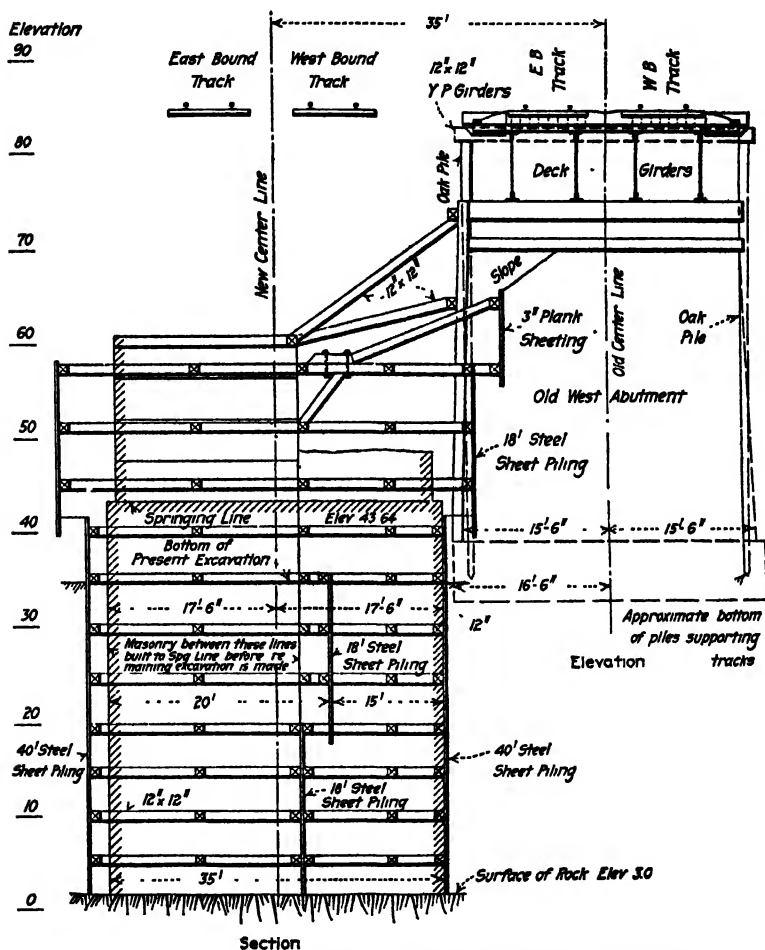 35'
Elevation
90
East Bound
Track
West Bound
Track
12"x 12"
Y P Girders
E B
Track
W B
Track
80
New Center Line
Oak Pile
Deck Girders
70
12"x 12"
Slope
Old Center Line
60
3" Plank
Sheeting
Oak
Pile
Old West Abutment
50
18' Steel
Sheet Piling
Springing Line Elev 43 64
40
15'-6" 15'-6"
Bottom of
Present Excavation
16'-6"
30
17'-6" 17'-6"
12"
Approximate bottom
of piles supporting
tracks
Masonry between these lines
built to Spg Line before re
maining excavation is made
18' Steel
Sheet Piling
Elevation
20' 15'
20
40' Steel
Sheet Piling
40' Steel
Sheet Piling
18' Steel
Sheet Piling
12"x 12"
10
35'
Surface of Rock Elev 3.0
0
Section